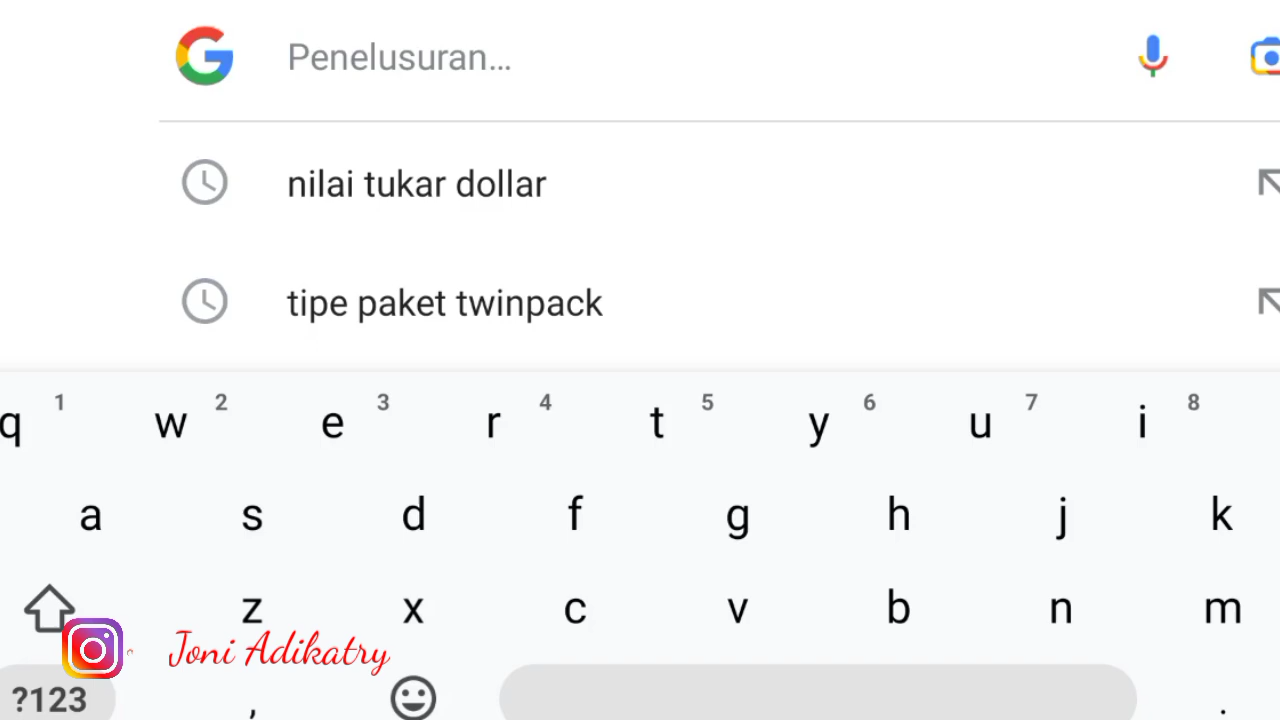 Penelusuran...
nilai tukar dollar
tipe paket twinpack
q 1 w 2 e 3 r 4 t 5 y 6 u 7 i 8
a s d f g h j k
z x c v b n m
Joni Adikatry
?123 , .